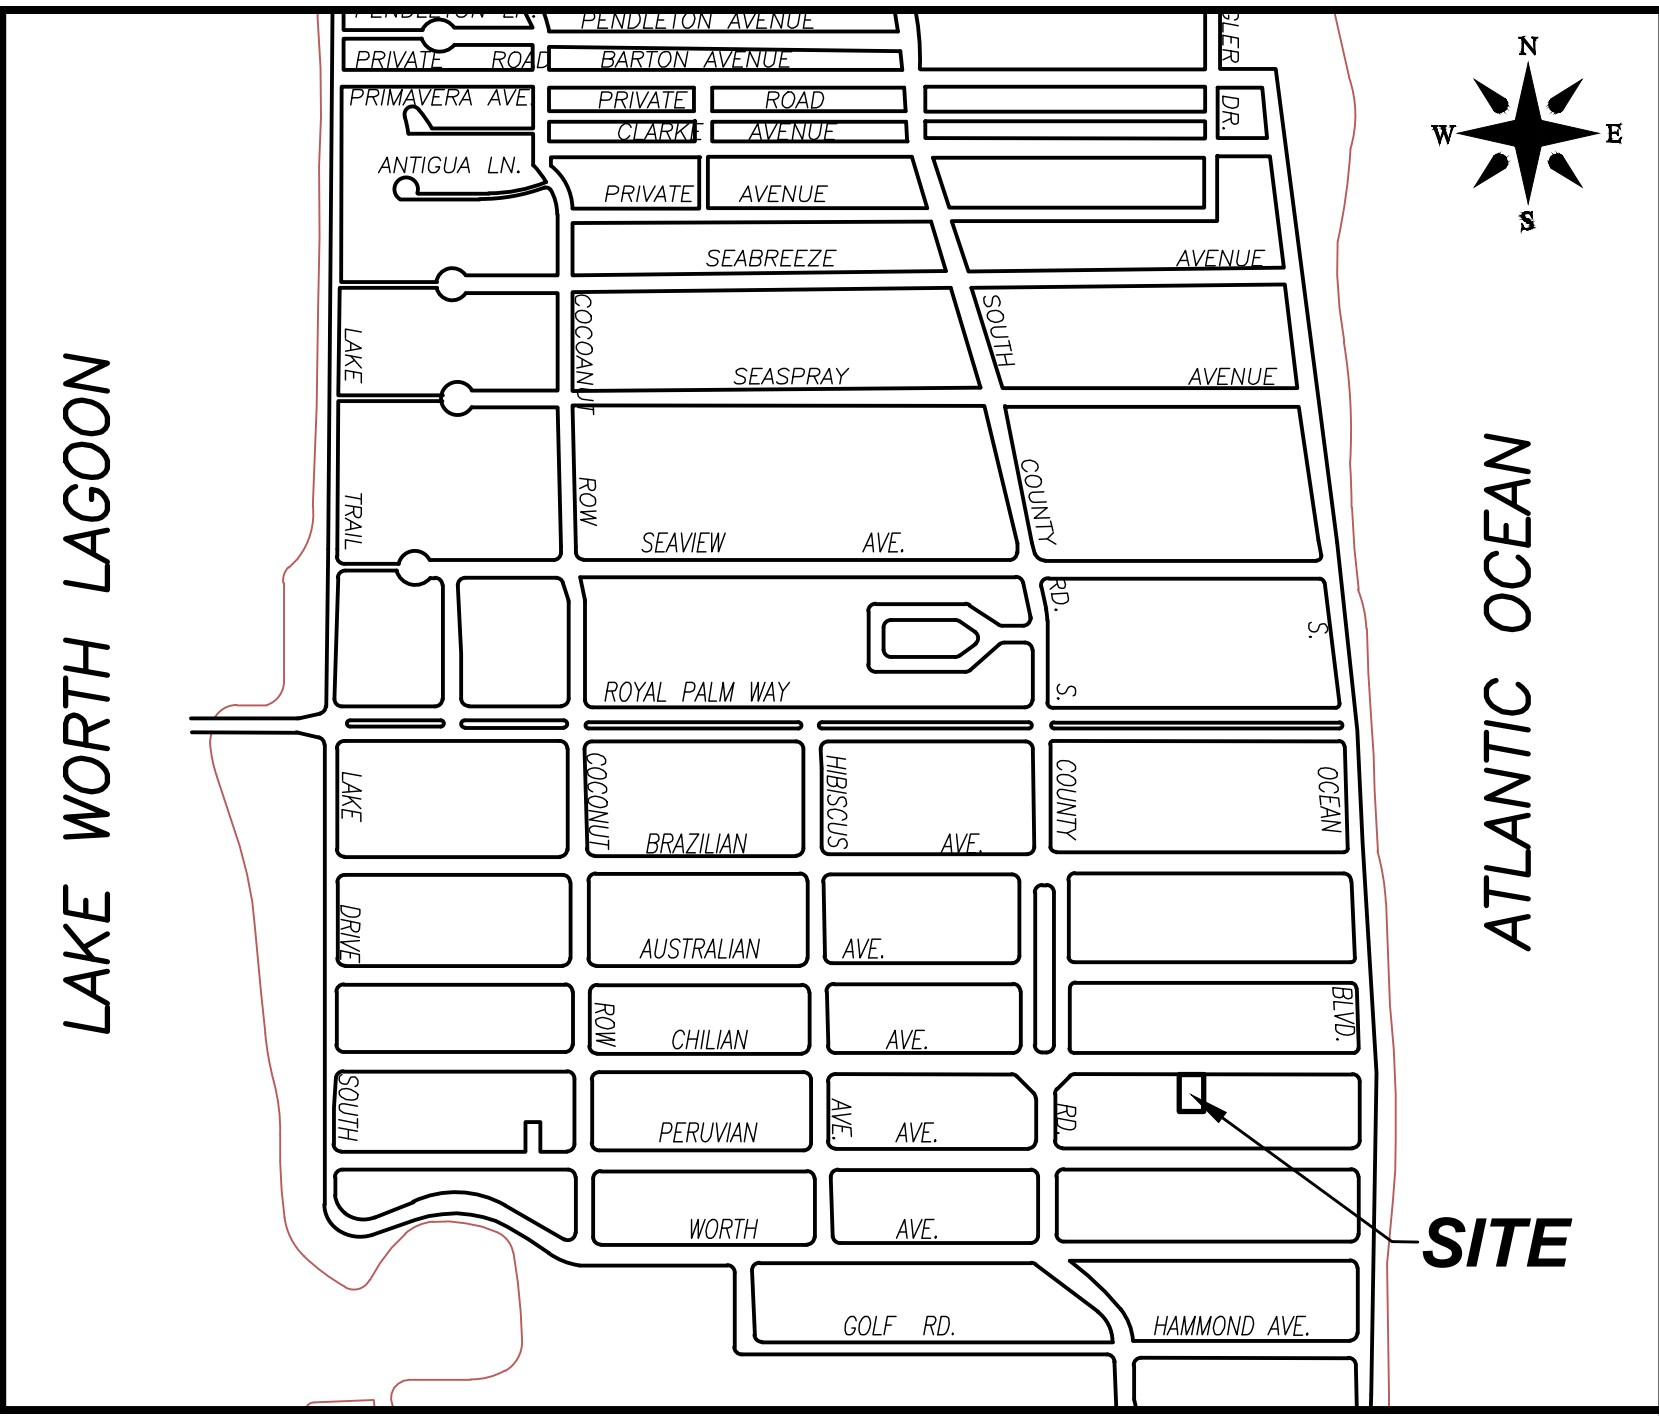 PENDLETON AVENUE
PRIVATE ROAD
BARTON AVENUE
N
PRIMAVERA AVE.
PRIVATE ROAD
DR.
CLARKE AVENUE
W
E
ANTIGUA LN.
PRIVATE AVENUE
S
SEABREEZE AVENUE
AVENUE
LAKE
COCOANUT
SOUTH
SEASPRAY AVENUE
TRAIL
ROW
COUNTY
SEAVIEW AVE.
RD.
S.
ROYAL PALM WAY
S.
LAKE WORTH LAGOON
ATLANTIC OCEAN
LAKE
COCONUT
HIBISCUS
COUNTY
OCEAN
BRAZILIAN AVE.
DRIVE
AUSTRALIAN AVE.
ROW
CHILIAN AVE.
BLVD.
SOUTH
PERUVIAN AVE.
AVE.
RD.
WORTH AVE.
SITE
GOLF RD.
HAMMOND AVE.